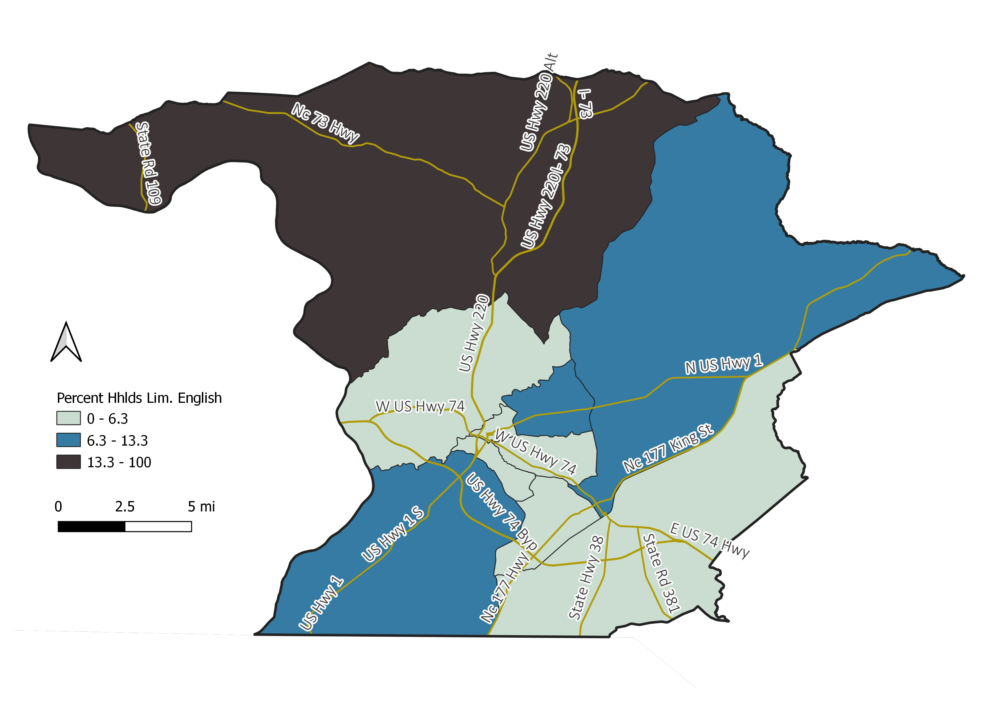 US Hwy 220 Alt
I- 73
Nc 73 Hwy
State Rd 109
US Hwy 220I- 73
US Hwy 220
N US Hwy 1
W US Hwy 74
Percent Hhlds Lim. English
0 - 6.3
6.3 - 13.3
13.3 - 100
W US Hwy 74
Nc 177 King St
US Hwy 74 Byp
0 2.5 5 mi
US Hwy 1 S
E US 74 Hwy
State Hwy 38
State Rd 381
Nc 177 Hwy
US Hwy 1